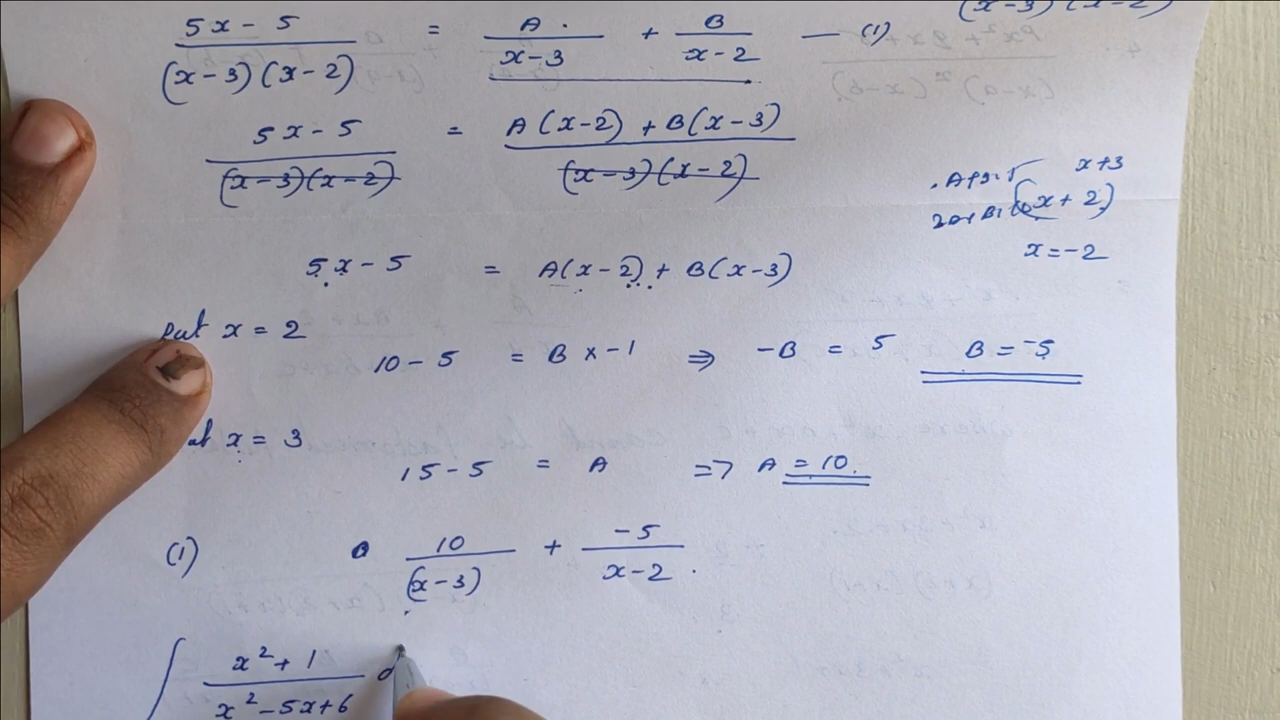 (x-3) (x-2)
5x - 5 / (x-3)(x-2) = A / x-3 + B / x-2 — (1)
5x - 5 / (x-3)(x-2) = A(x-2) + B(x-3) / (x-3)(x-2)
x+3
(x+2)
x=-2
5x - 5 = A(x-2) + B(x-3)
put x = 2
10 - 5 = B x -1 ⇒ -B = 5 B = -5
x = 3
15 - 5 = A ⇒ A = 10.
(1) 10 / (x-3) + -5 / x-2 .
∫ x² + 1 / x² - 5x + 6